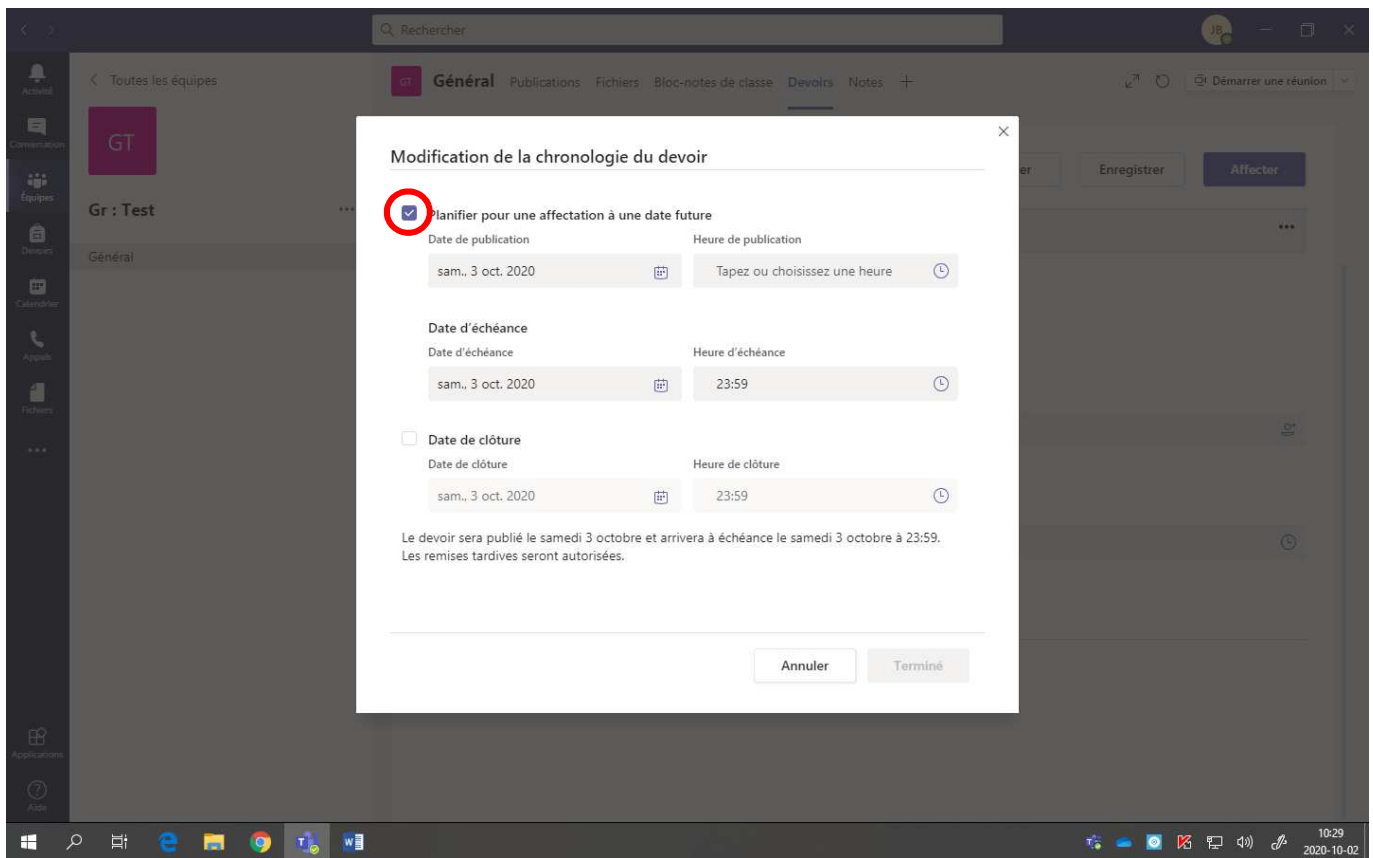 Rechercher
JB
Activité
Toutes les équipes
GT
Général Publications Fichiers Bloc-notes de classe Devoirs Notes +
Démarrer une réunion
Conversation
GT
Modification de la chronologie du devoir
er
Enregistrer
Affecter
Équipes
Gr : Test
Planifier pour une affectation à une date future
Devoirs
Date de publication
Heure de publication
Général
sam., 3 oct. 2020
Tapez ou choisissez une heure
Calendrier
Date d'échéance
Appels
Date d'échéance
Heure d'échéance
sam., 3 oct. 2020
23:59
Fichiers
Date de clôture
Date de clôture
Heure de clôture
sam., 3 oct. 2020
23:59
Le devoir sera publié le samedi 3 octobre et arrivera à échéance le samedi 3 octobre à 23:59.
Les remises tardives seront autorisées.
Annuler
Terminé
Applications
Aide
10:29
2020-10-02